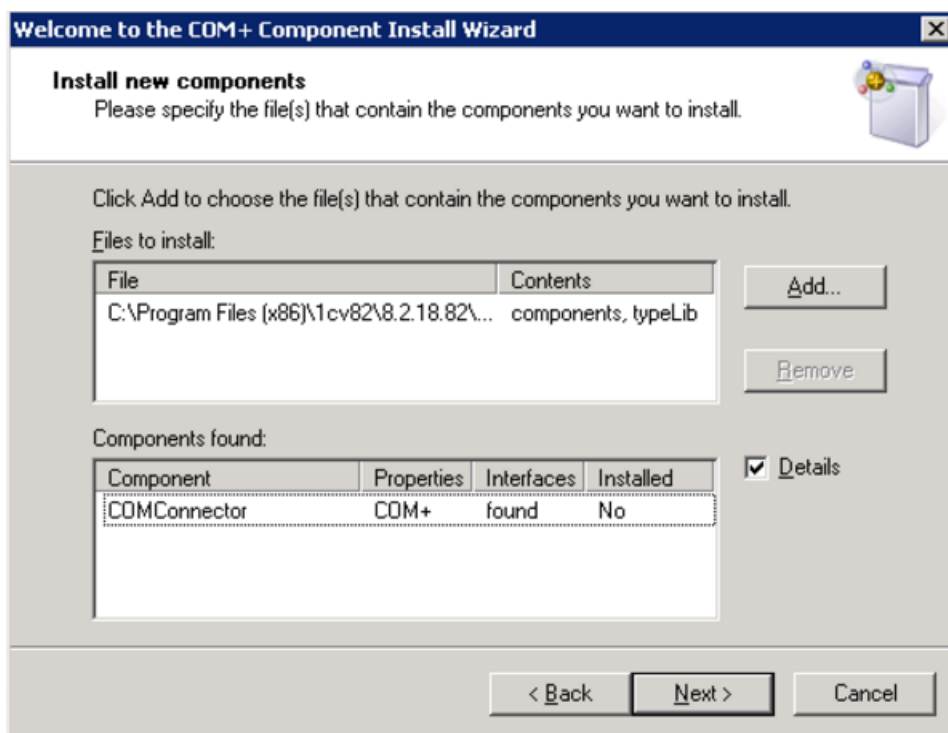 Welcome to the COM+ Component Install Wizard
Install new components
Please specify the file(s) that contain the components you want to install.
Click Add to choose the file(s) that contain the components you want to install.
Files to install:
File Contents
C:\Program Files (x86)\1cv82\8.2.18.82\... components, typeLib
Add...
Remove
Components found:
Component Properties Interfaces Installed
COMConnector COM+ found No
Details
< Back Next > Cancel